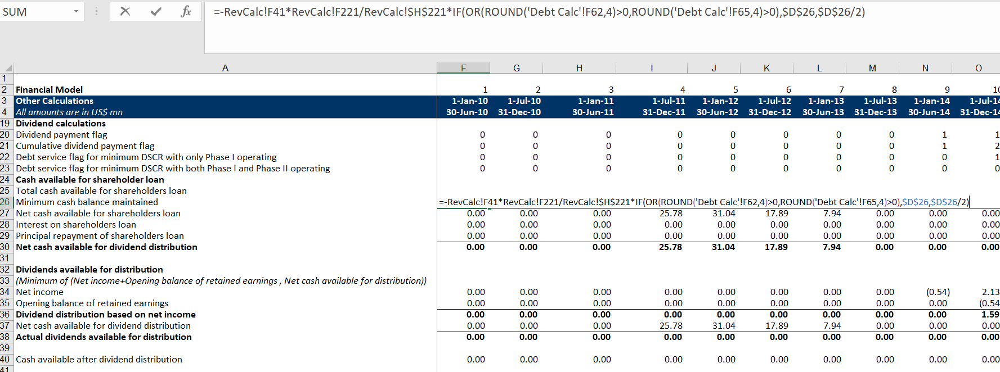 SUM fx =-RevCalc!F41*RevCalc!F221/RevCalc!$H$221*IF(OR(ROUND('Debt Calc'!F62,4)>0,ROUND('Debt Calc'!F65,4)>0),$D$26,$D$26/2)
A F G H I J K L M N O
1
2 Financial Model 1 2 3 4 5 6 7 8 9
3 Other Calculations 1-Jan-10 1-Jul-10 1-Jan-11 1-Jul-11 1-Jan-12 1-Jul-12 1-Jan-13 1-Jul-13 1-Jan-14
4 All amounts are in US$ mn 30-Jun-10 31-Dec-10 30-Jun-11 31-Dec-11 30-Jun-12 31-Dec-12 30-Jun-13 31-Dec-13 30-Jun-14
19 Dividend calculations
20 Dividend payment flag 0 0 0 0 0 0 0 0 1 1
21 Cumulative dividend payment flag 0 0 0 0 0 0 0 0 1 2
22 Debt service flag for minimum DSCR with only Phase I operating 0 0 0 0 0 0 0 0 0 1
23 Debt service flag for minimum DSCR with both Phase I and Phase II operating 0 0 0 0 0 0 0 0 0 0
24 Cash available for shareholder loan
25 Total cash available for shareholders loan
26 Minimum cash balance maintained =-RevCalc!F41*RevCalc!F221/RevCalc!$H$221*IF(OR(ROUND('Debt Calc'!F62,4)>0,ROUND('Debt Calc'!F65,4)>0),$D$26,$D$26/2)
27 Net cash available for shareholders loan 0.00 0.00 0.00 25.78 31.04 17.89 7.94 0.00 0.00 0.00
28 Interest on shareholders loan 0.00 0.00 0.00 0.00 0.00 0.00 0.00 0.00 0.00 0.00
29 Principal repayment of shareholders loan 0.00 0.00 0.00 0.00 0.00 0.00 0.00 0.00 0.00 0.00
30 Net cash available for dividend distribution 0.00 0.00 0.00 25.78 31.04 17.89 7.94 0.00 0.00 0.00
31
32 Dividends available for distribution
33 (Minimum of (Net income+Opening balance of retained earnings , Net cash available for distribution))
34 Net income 0.00 0.00 0.00 0.00 0.00 0.00 0.00 0.00 (0.54) 2.13
35 Opening balance of retained earnings 0.00 0.00 0.00 0.00 0.00 0.00 0.00 0.00 0.00 (0.54
36 Dividend distribution based on net income 0.00 0.00 0.00 0.00 0.00 0.00 0.00 0.00 0.00 1.59
37 Net cash available for dividend distribution 0.00 0.00 0.00 25.78 31.04 17.89 7.94 0.00 0.00 0.00
38 Actual dividends available for distribution 0.00 0.00 0.00 0.00 0.00 0.00 0.00 0.00 0.00 0.00
39
40 Cash available after dividend distribution 0.00 0.00 0.00 0.00 0.00 0.00 0.00 0.00 0.00 0.00